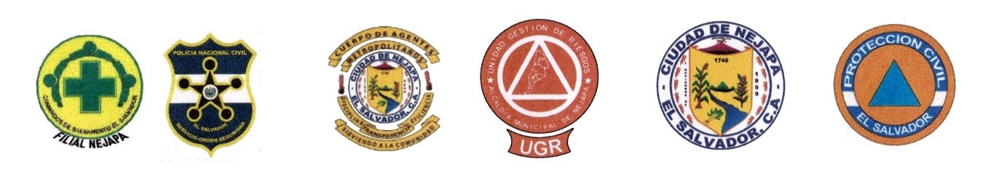 COMANDOS DE SALVAMENTO EL SALVADOR
FILIAL NEJAPA
POLICIA NACIONAL CIVIL
EL SALVADOR
SERVICIO-ORDEN-SEGURIDAD
CUERPO DE AGENTES
METROPOLITANOS
CIUDAD DE NEJAPA
EL SALVADOR, C.A
TRANSPARENCIA EFICIENCIA
SIRVIENDO A LA COMUNIDAD
UNIDAD GESTION DE RIESGOS
ALCALDIA MUNICIPAL DE NEJAPA
UGR
CIUDAD DE NEJAPA
1740
1959
EL SALVADOR, C.A
PROTECCION CIVIL
EL SALVADOR